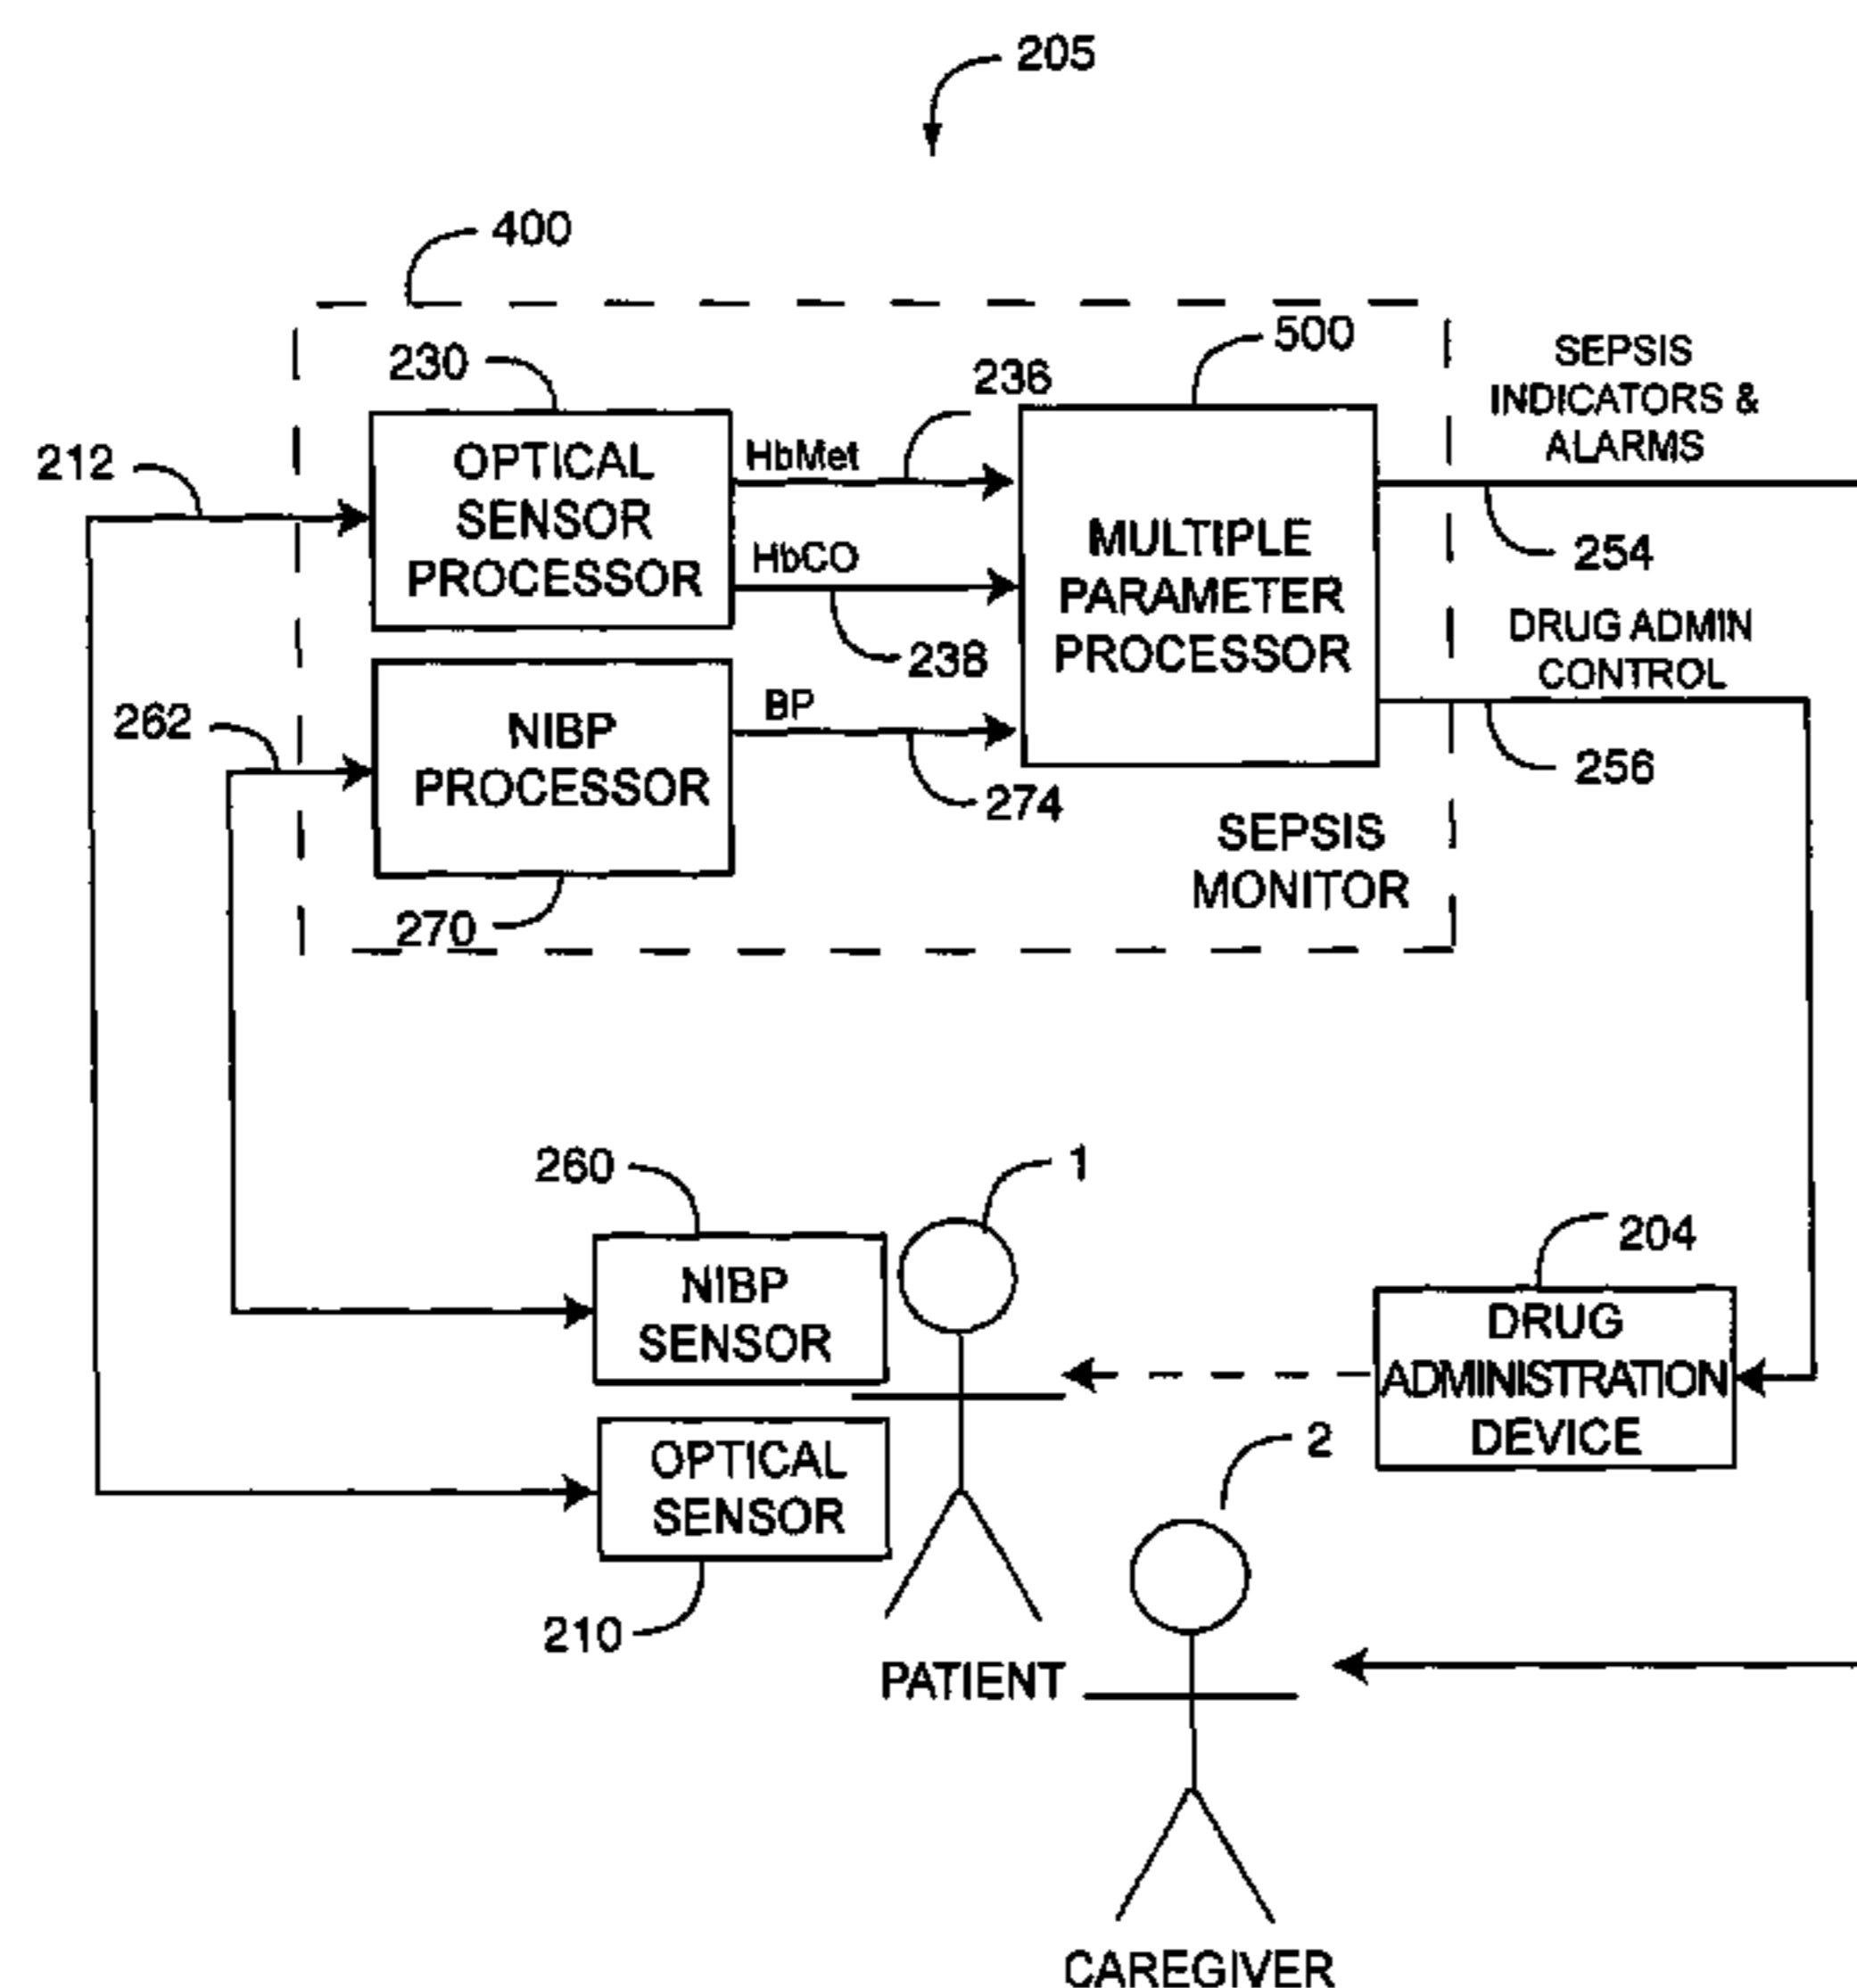 205
400
230
236
500
SEPSIS
INDICATORS &
ALARMS
212
OPTICAL
SENSOR
PROCESSOR
HbMet
HbCO
MULTIPLE
PARAMETER
PROCESSOR
254
238
DRUG ADMIN
CONTROL
262
NIBP
PROCESSOR
BP
274
256
SEPSIS
MONITOR
270
260
1
204
NIBP
SENSOR
DRUG
ADMINISTRATION
DEVICE
2
OPTICAL
SENSOR
210
PATIENT
CAREGIVER